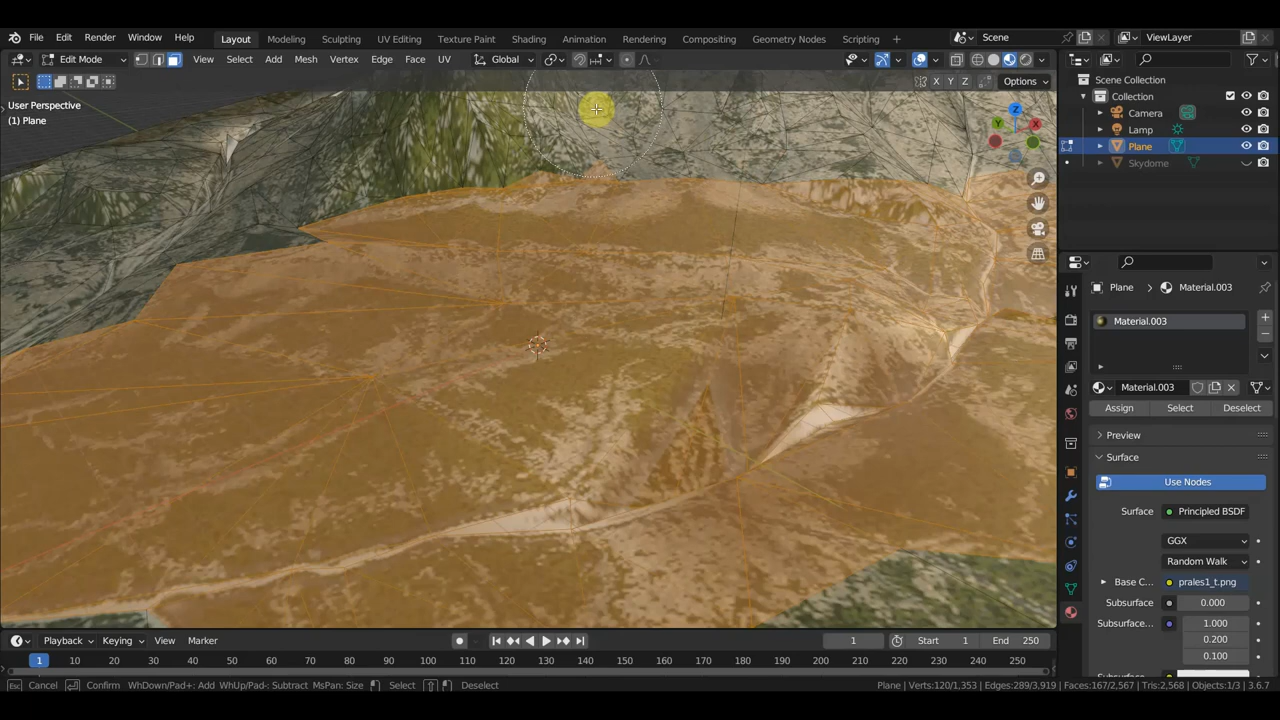 File Edit Render Window Help Layout Modeling Sculpting UV Editing Texture Paint Shading Animation Rendering Compositing Geometry Nodes Scripting + Scene ViewLayer
Edit Mode View Select Add Mesh Vertex Edge Face UV Global
X Y Z Options
User Perspective
(1) Plane
Scene Collection
Collection
Camera
Lamp
Plane
Skydome
Z
Y
X
Plane > Material.003
Material.003
Material.003
Assign Select Deselect
Preview
Surface
Use Nodes
Surface Principled BSDF
GGX
Random Walk
Base C... prales1_t.png
Subsurface 0.000
Subsurface... 1.000
0.200
0.100
Playback Keying View Marker 1 Start 1 End 250
1 10 20 30 40 50 60 70 80 90 100 110 120 130 140 150 160 170 180 190 200 210 220 230 240 250
Esc Cancel Confirm WhDown/Pad+: Add WhUp/Pad-: Subtract MsPan: Size Select Deselect Plane | Verts:120/1,353 | Edges:289/3,919 | Faces:167/2,567 | Tris:2,568 | Objects:1/3 | 3.6.7